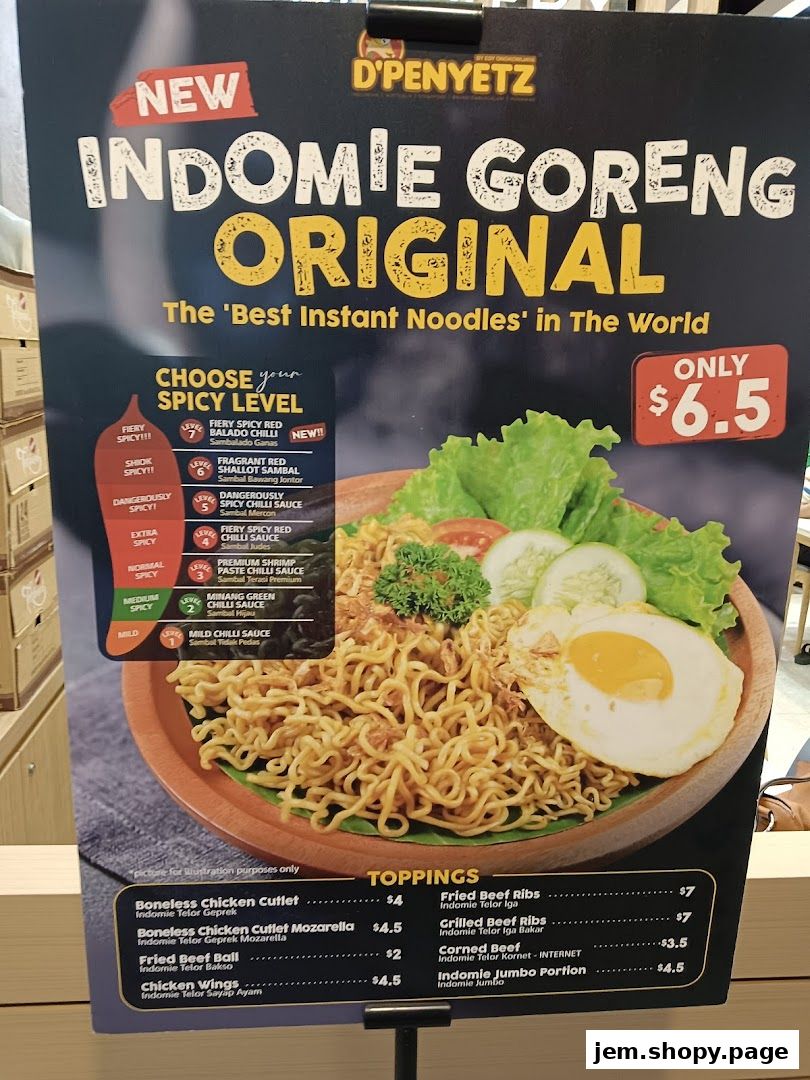 BY EDY ONGKOWIJAYA
D'PENYETZ
NEW
INDOMIE GORENG
ORIGINAL
The 'Best Instant Noodles' in The World
ONLY
$6.5
CHOOSE your
SPICY LEVEL
FIERY SPICY!!! LEVEL 7 FIERY SPICY RED BALADO CHILLI NEW!!
Sambalado Ganas
SHIOK SPICY!! LEVEL 6 FRAGRANT RED SHALLOT SAMBAL
Sambal Bawang Jontor
DANGEROUSLY SPICY! LEVEL 5 DANGEROUSLY SPICY CHILLI SAUCE
Sambal Mercon
EXTRA SPICY LEVEL 4 FIERY SPICY RED CHILLI SAUCE
Sambal Judes
NORMAL SPICY LEVEL 3 PREMIUM SHRIMP PASTE CHILLI SAUCE
Sambal Terasi Premium
MEDIUM SPICY LEVEL 2 MINANG GREEN CHILLI SAUCE
Sambal Hijau
MILD LEVEL 1 MILD CHILLI SAUCE
Sambal Tidak Pedas
*picture for illustration purposes only
TOPPINGS
Boneless Chicken Cutlet $4
Indomie Telor Geprek
Boneless Chicken Cutlet Mozarella $4.5
Indomie Telor Geprek Mozarella
Fried Beef Ball $2
Indomie Telor Bakso
Chicken Wings $4.5
Indomie Telor Sayap Ayam
Fried Beef Ribs $7
Indomie Telor Iga
Grilled Beef Ribs $7
Indomie Telor Iga Bakar
Corned Beef $3.5
Indomie Telor Kornet - INTERNET
Indomie Jumbo Portion $4.5
Indomie Jumbo
jem.shopy.page